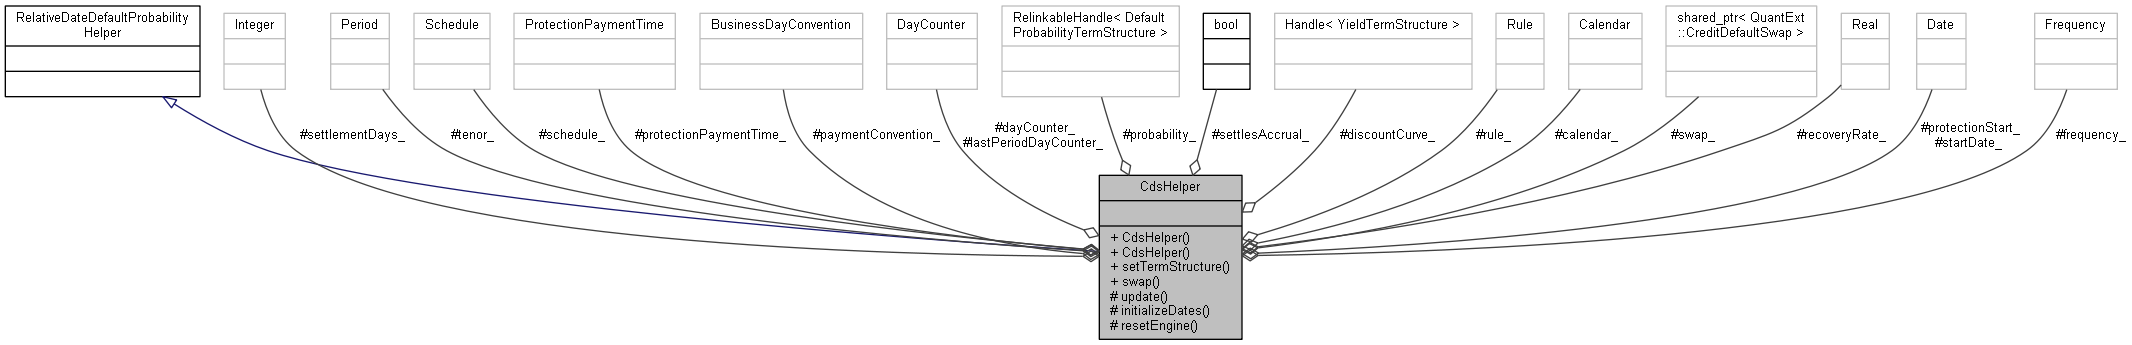 RelativeDateDefaultProbability
Helper
Integer
Period
Schedule
ProtectionPaymentTime
BusinessDayConvention
DayCounter
RelinkableHandle< Default
ProbabilityTermStructure >
bool
Handle< YieldTermStructure >
Rule
Calendar
shared_ptr< QuantExt
::CreditDefaultSwap >
Real
Date
Frequency
#settlementDays_
#tenor_
#schedule_
#protectionPaymentTime_
#paymentConvention_
#dayCounter_
#lastPeriodDayCounter_
#probability_
#settlesAccrual_
#discountCurve_
#rule_
#calendar_
#swap_
#recoveryRate_
#protectionStart_
#startDate_
#frequency_
CdsHelper
+ CdsHelper()
+ CdsHelper()
+ setTermStructure()
+ swap()
# update()
# initializeDates()
# resetEngine()